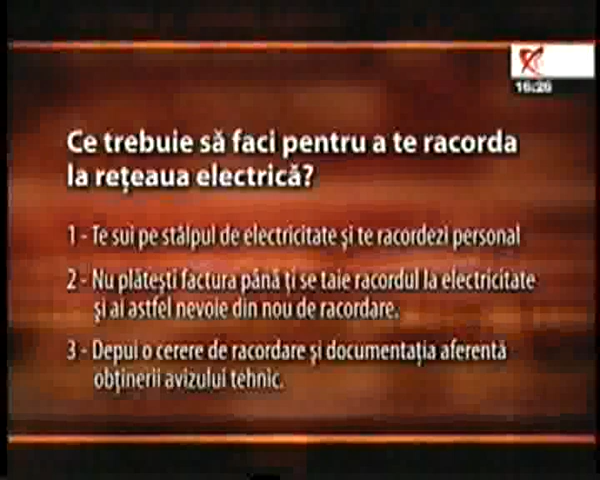 16:26
Ce trebuie să faci pentru a te racorda
la rețeaua electrică?
1 - Te sui pe stâlpul de electricitate și te racordezi personal
2 - Nu plătești factura până ți se taie racordul la electricitate
și ai astfel nevoie din nou de racordare.
3 - Depui o cerere de racordare și documentația aferentă
obținerii avizului tehnic.